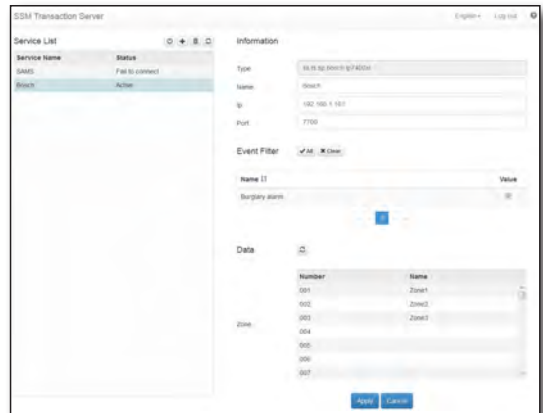 SSM Transaction Server
English
Log out
Service List
Service Name Status
SAMS Fail to connect
Bosch Active
Information
Type
Name Bosch
Ip 192.168.1.161
Port 7700
Event Filter All Clear
Name Value
Burglary alarm
Data
Number Name
Zone
001 Zone1
002 Zone2
003 Zone3
004
005
006
007
Apply Cancel